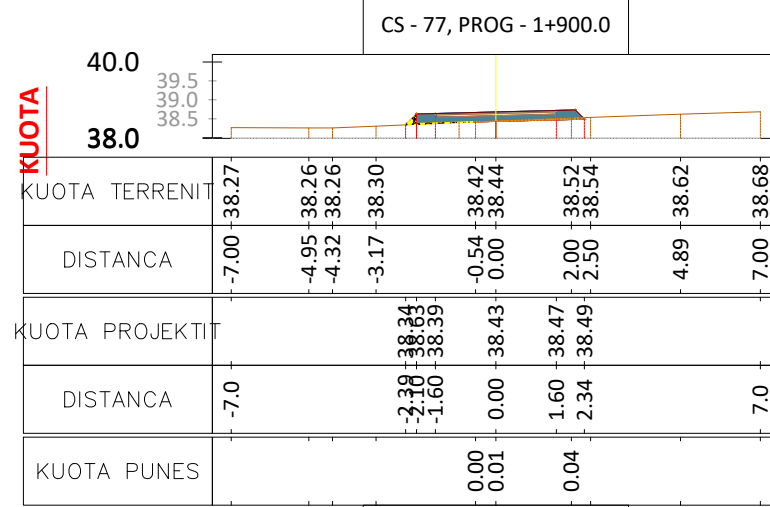 CS - 77, PROG - 1+900.0
KUOTA
40.0
39.5
39.0
38.5
38.0
KUOTA TERRENIT 38.27 38.26 38.26 38.30 38.42 38.44 38.52 38.54 38.62 38.68
DISTANCA -7.00 -4.95 -4.32 -3.17 -0.54 0.00 2.00 2.50 4.89 7.00
KUOTA PROJEKTIT 38.34 38.63 38.39 38.43 38.47 38.49
DISTANCA -7.0 -2.39 -2.10 -1.60 0.00 1.60 2.34 7.0
KUOTA PUNES 0.00 0.01 0.04